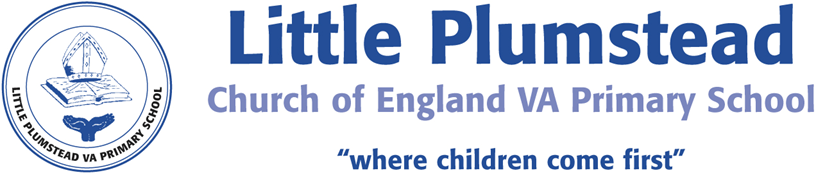 LITTLE PLUMSTEAD VA PRIMARY SCHOOL
Little Plumstead
Church of England VA Primary School
“where children come first”